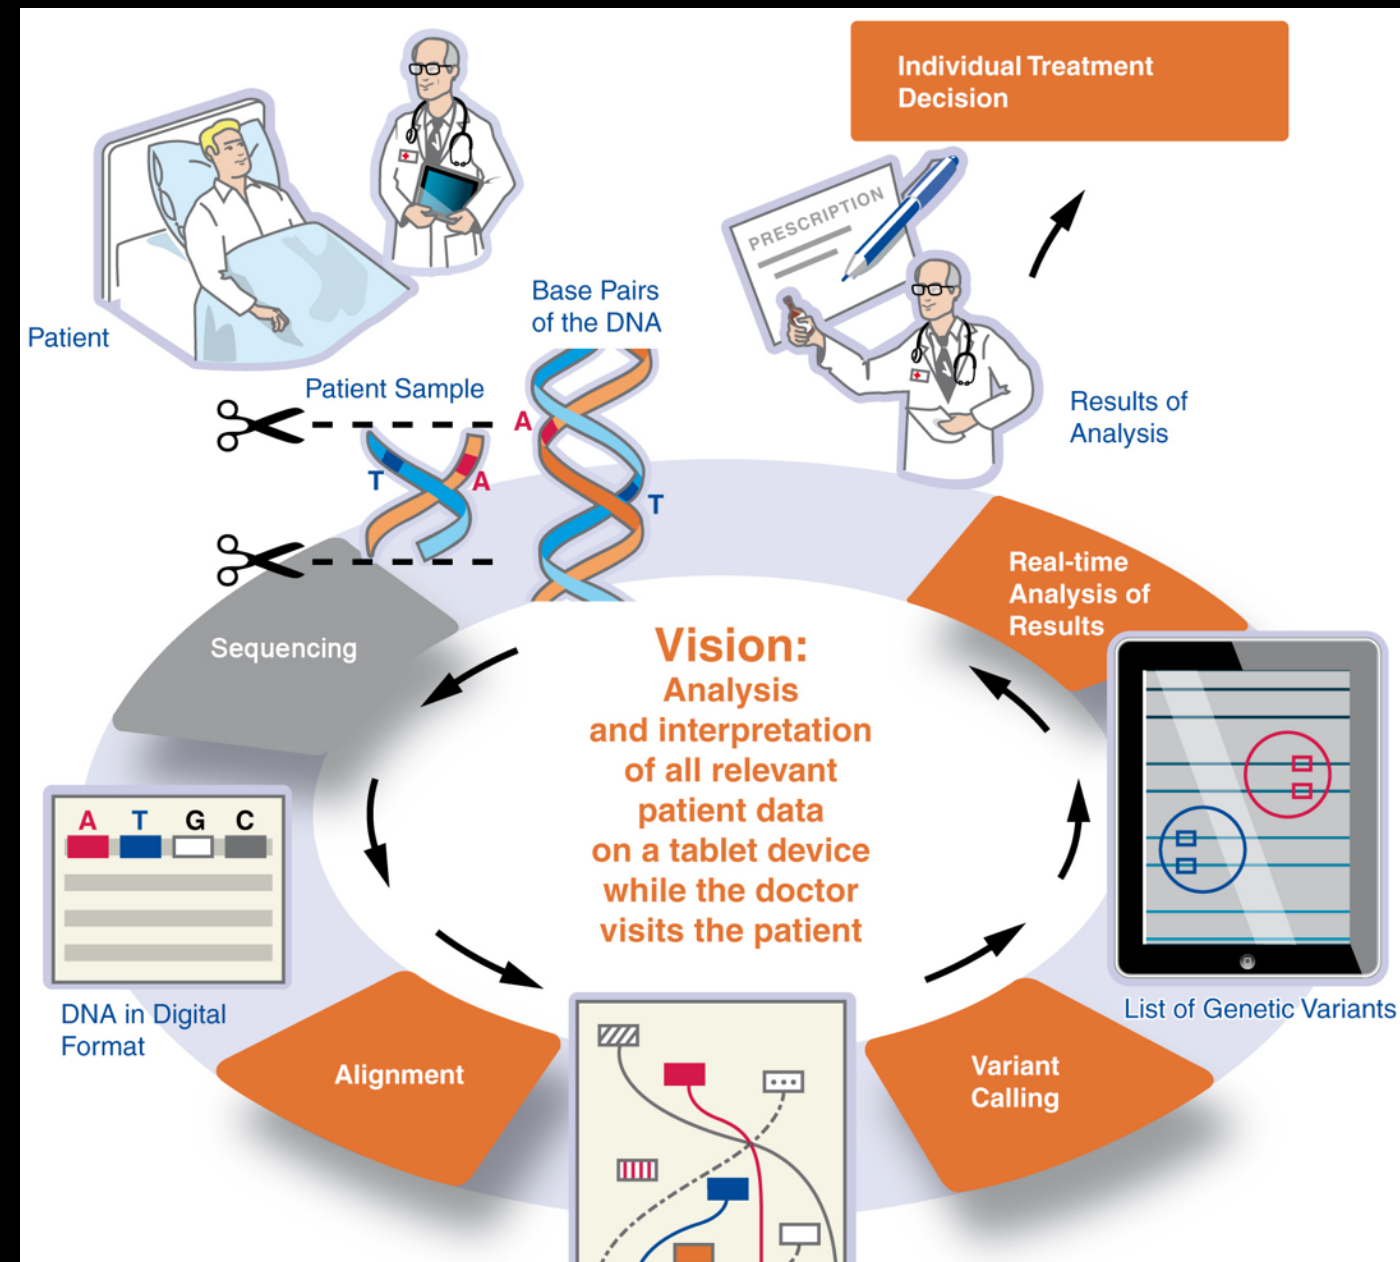 Individual Treatment
Decision
PRESCRIPTION
Patient
Base Pairs
of the DNA
Patient Sample
A
T
A
T
Results of
Analysis
Sequencing
Real-time
Analysis of
Results
Vision:
Analysis
and interpretation
of all relevant
patient data
on a tablet device
while the doctor
visits the patient
A T G C
DNA in Digital
Format
List of Genetic Variants
Alignment
Variant
Calling